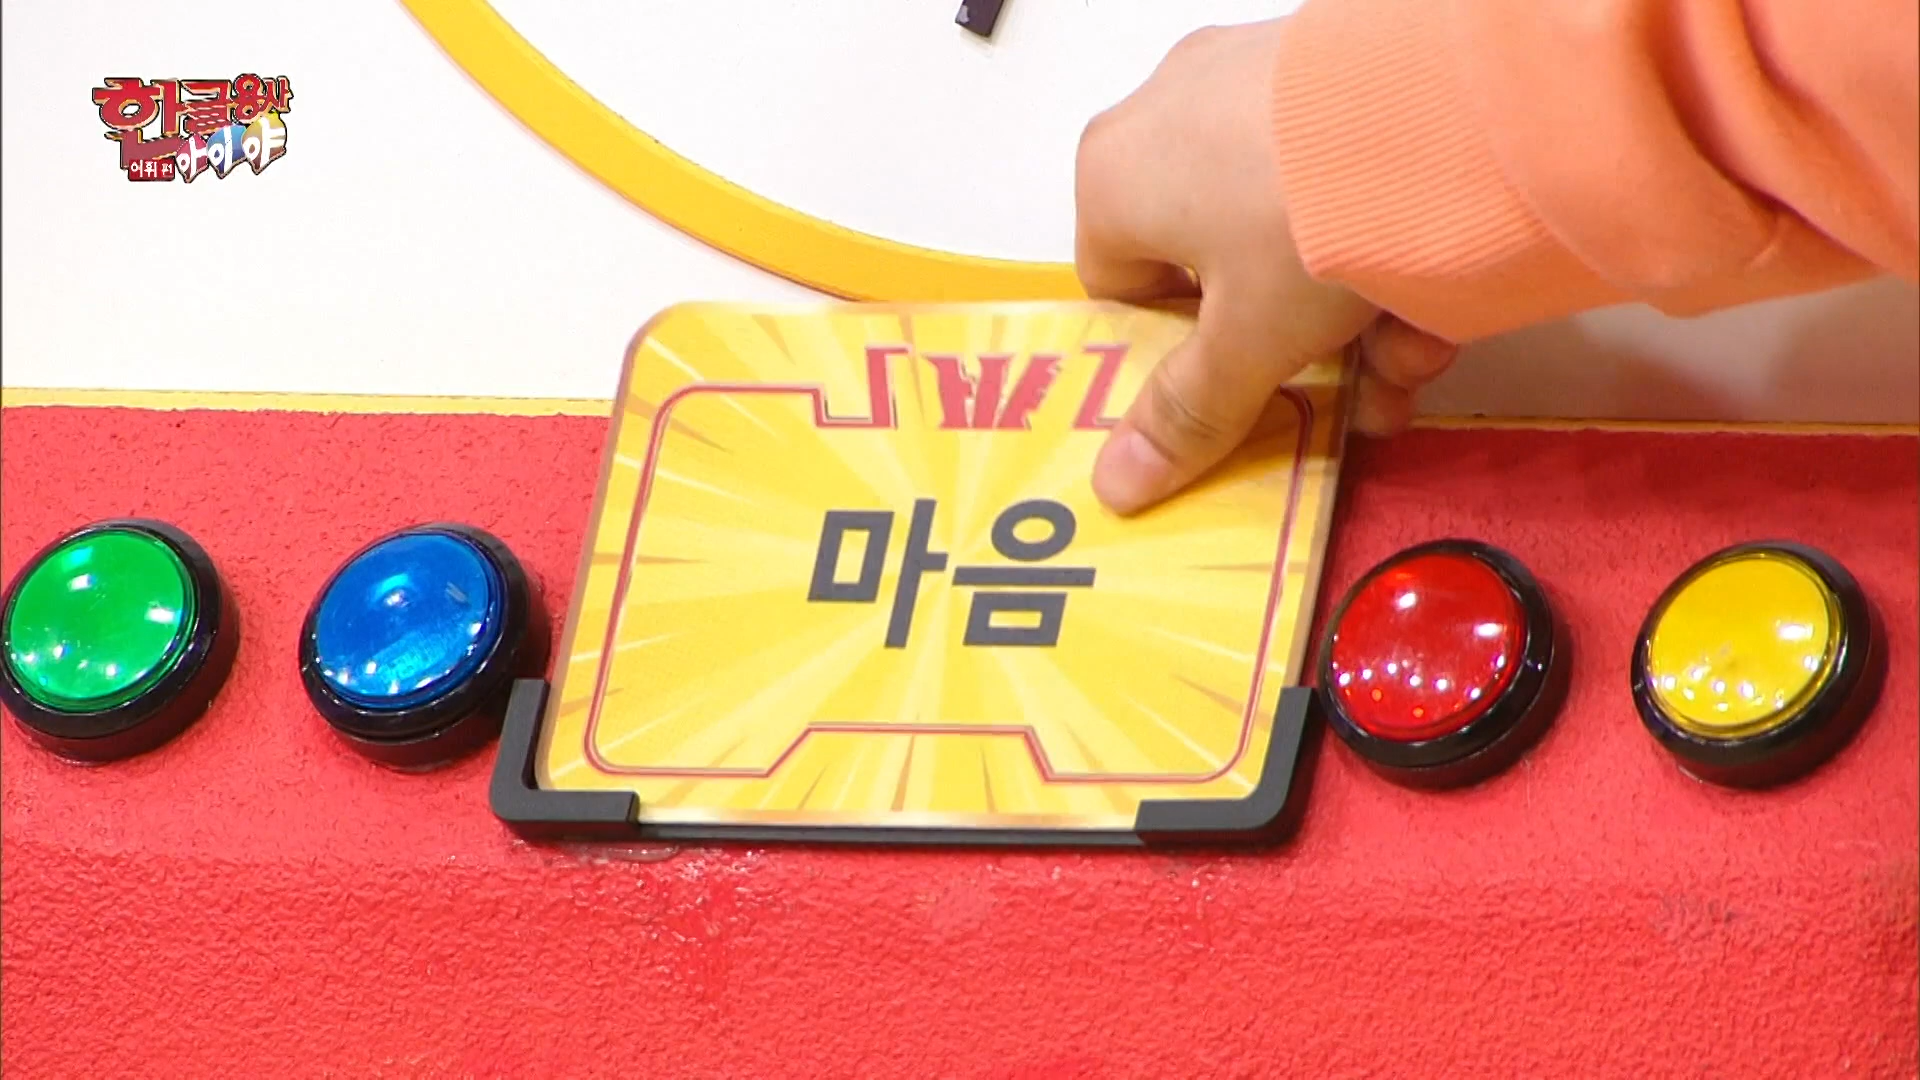 한글용사
어휘 편 아이야
마음